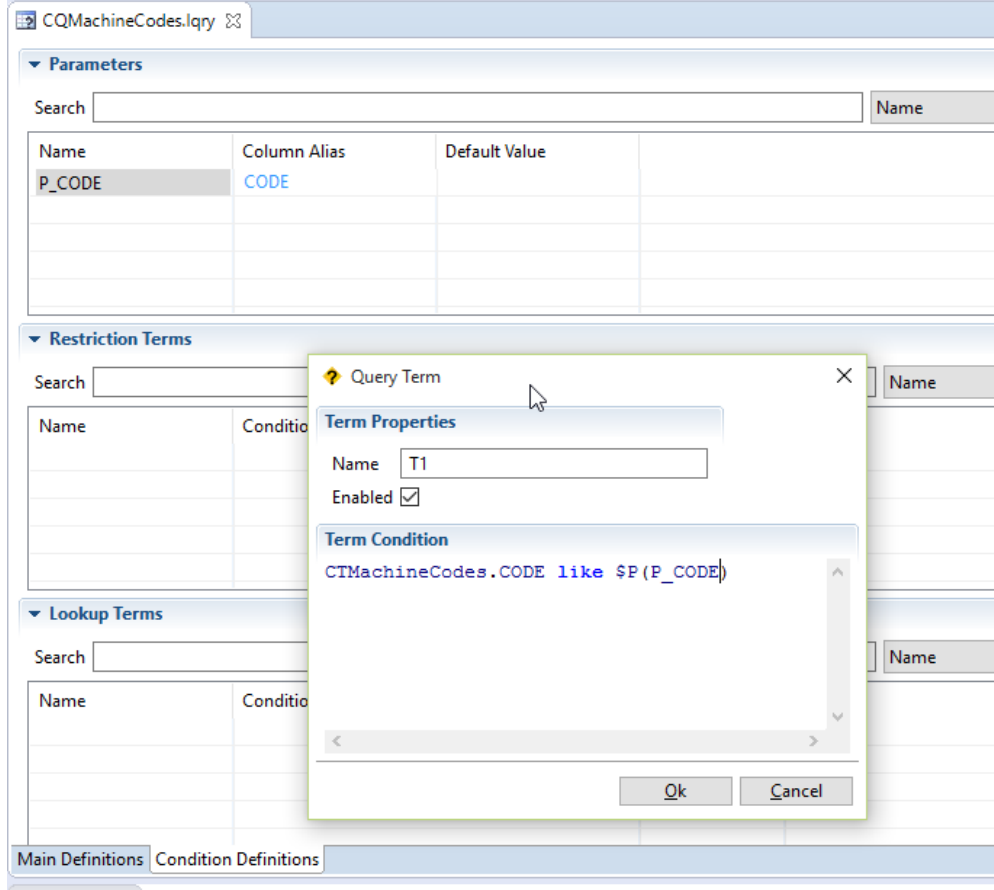 CQMachineCodes.lqry
Parameters
Search Name
Name Column Alias Default Value
P_CODE CODE
Restriction Terms
Search Name
Name Conditio
Query Term
Term Properties
Name T1
Enabled
Term Condition
CTMachineCodes.CODE like $P(P_CODE)
Ok Cancel
Lookup Terms
Search Name
Name Conditio
Main Definitions Condition Definitions